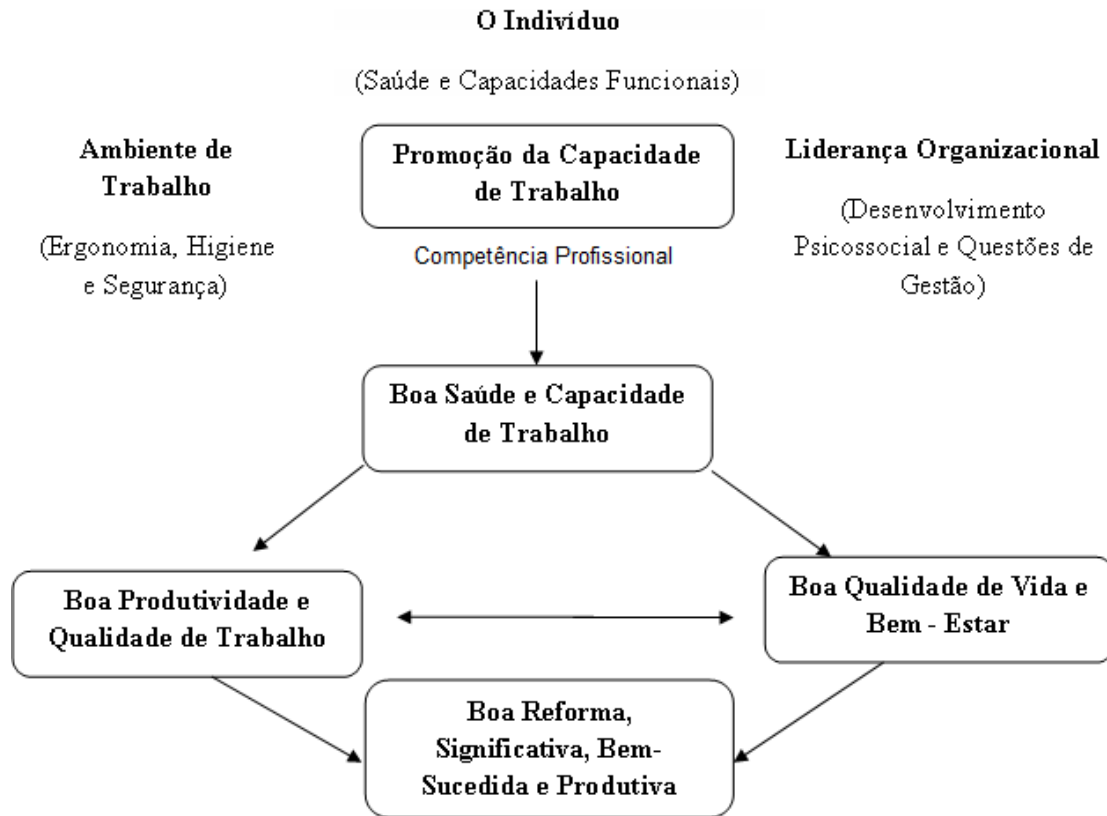 O Indivíduo
(Saúde e Capacidades Funcionais)
Ambiente de
Trabalho
(Ergonomia, Higiene
e Segurança)
Promoção da Capacidade
de Trabalho
Competência Profissional
Liderança Organizacional
(Desenvolvimento
Psicossocial e Questões de
Gestão)
Boa Saúde e Capacidade
de Trabalho
Boa Produtividade e
Qualidade de Trabalho
Boa Qualidade de Vida e
Bem - Estar
Boa Reforma,
Significativa, Bem-
Sucedida e Produtiva